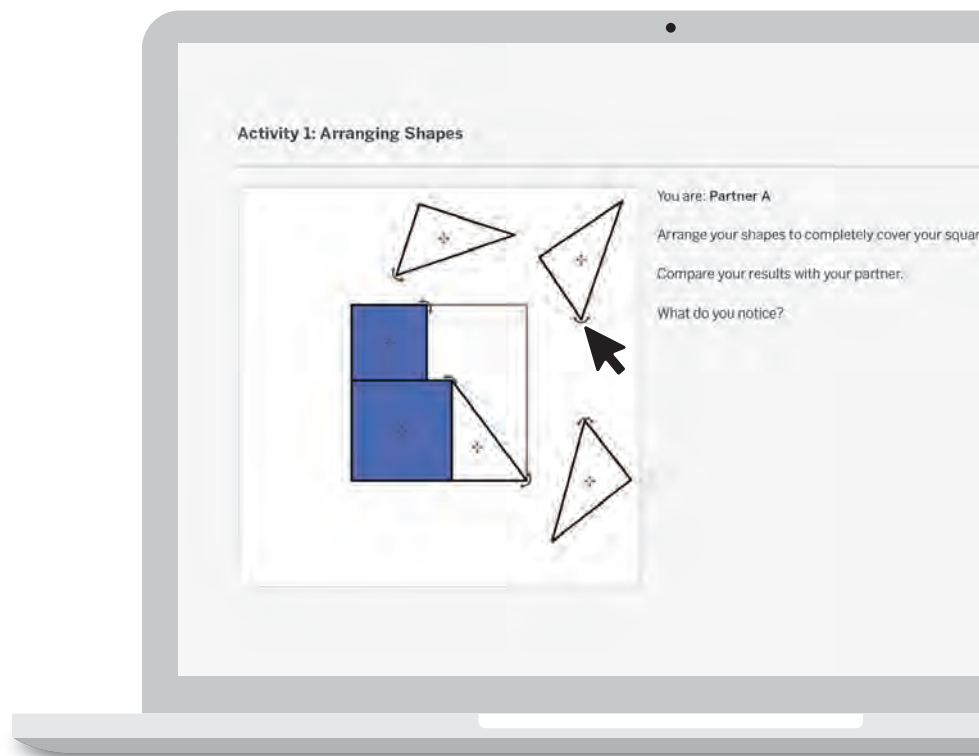 Activity 1: Arranging Shapes
You are: Partner A
Arrange your shapes to completely cover your squar
Compare your results with your partner.
What do you notice?